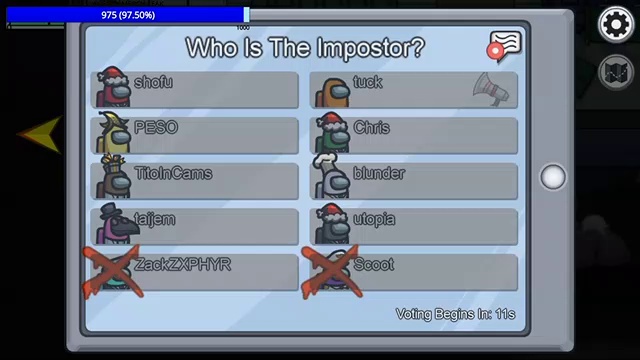 975 (97.50%)
1000
Who Is The Impostor?
shofu
tuck
PESO
Chris
TitoInCams
blunder
taijem
utopia
ZackZXPHYR
Scoot
Voting Begins In: 11s